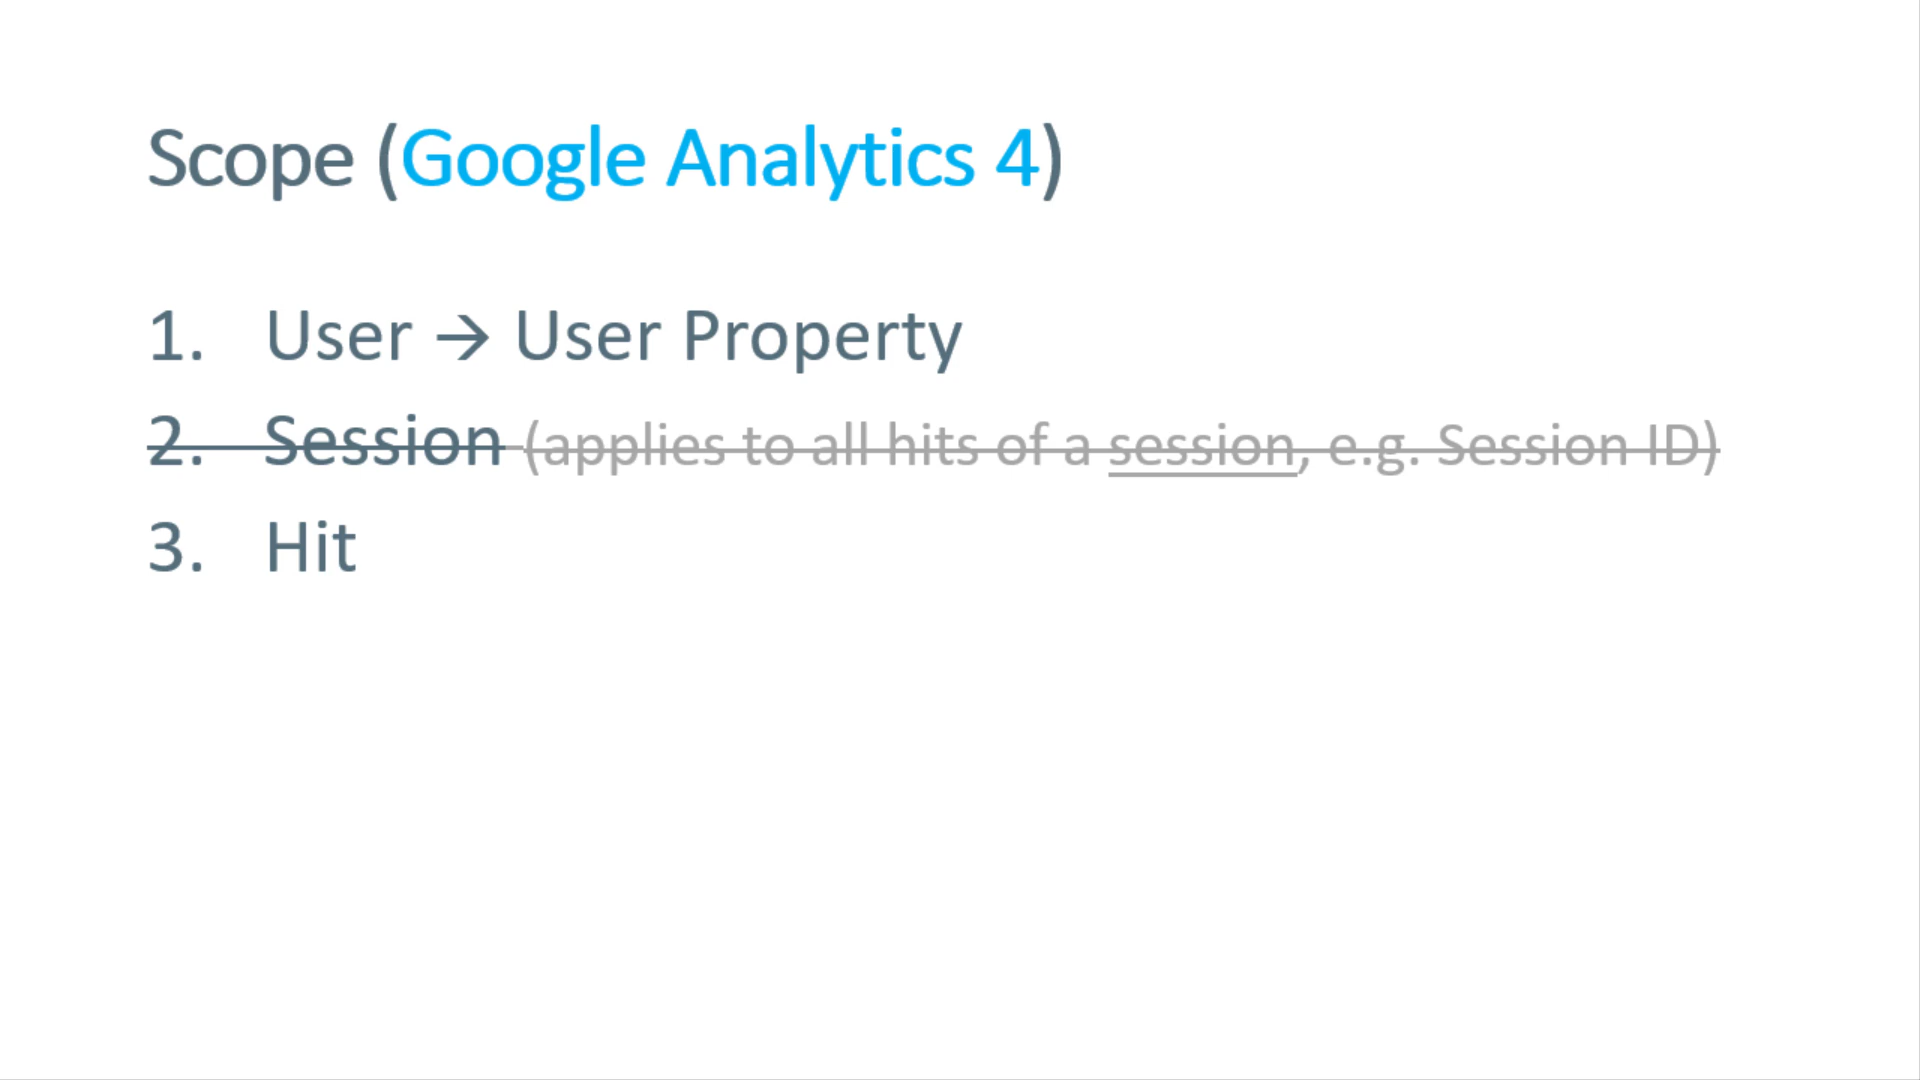 Scope (Google Analytics 4)
1. User → User Property
2. Session (applies to all hits of a session, e.g. Session ID)
3. Hit